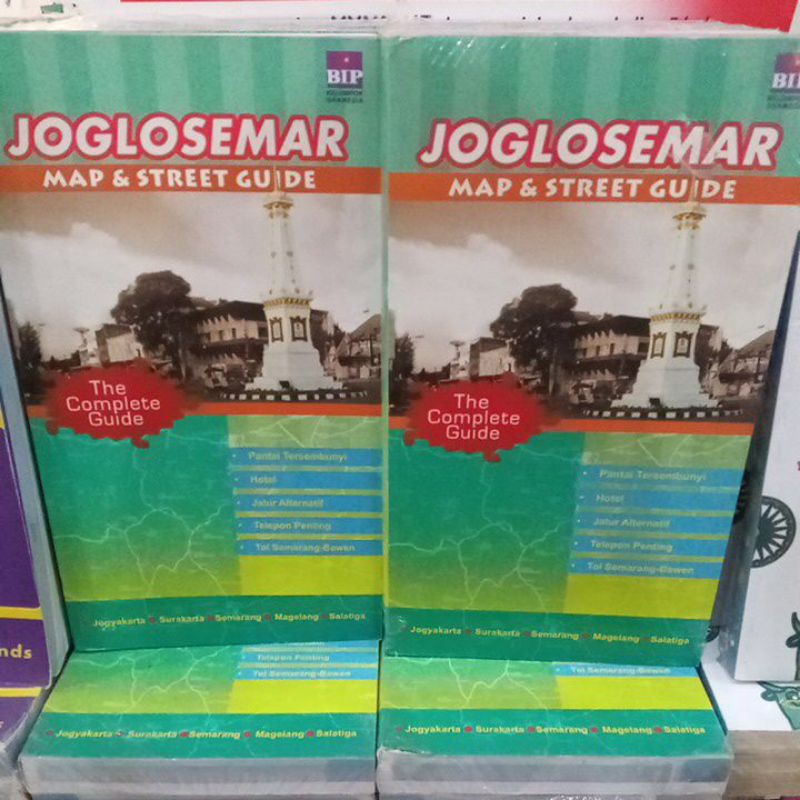 BIP
KELOMPOK
GRAMEDIA
JOGLOSEMAR
MAP & STREET GUIDE
The
Complete
Guide
• Pantai Tersembunyi
• Hotel
• Jalur Alternatif
• Telepon Penting
• Tol Semarang-Bawen
Jogyakarta • Surakarta • Semarang • Magelang • Salatiga
Telepon Penting
• Tol Semarang-Bawen
• Jogyakarta • Surakarta • Semarang • Magelang • Salatiga
BIP
JOGLOSEMAR
MAP & STREET GUIDE
The
Complete
Guide
• Pantai Tersembunyi
• Hotel
• Jalur Alternatif
• Telepon Penting
• Tol Semarang-Bawen
Jogyakarta • Surakarta • Semarang • Magelang • Salatiga
• Tol Semarang-Bawen
• Jogyakarta • Surakarta • Semarang • Magelang • Salatiga
nds